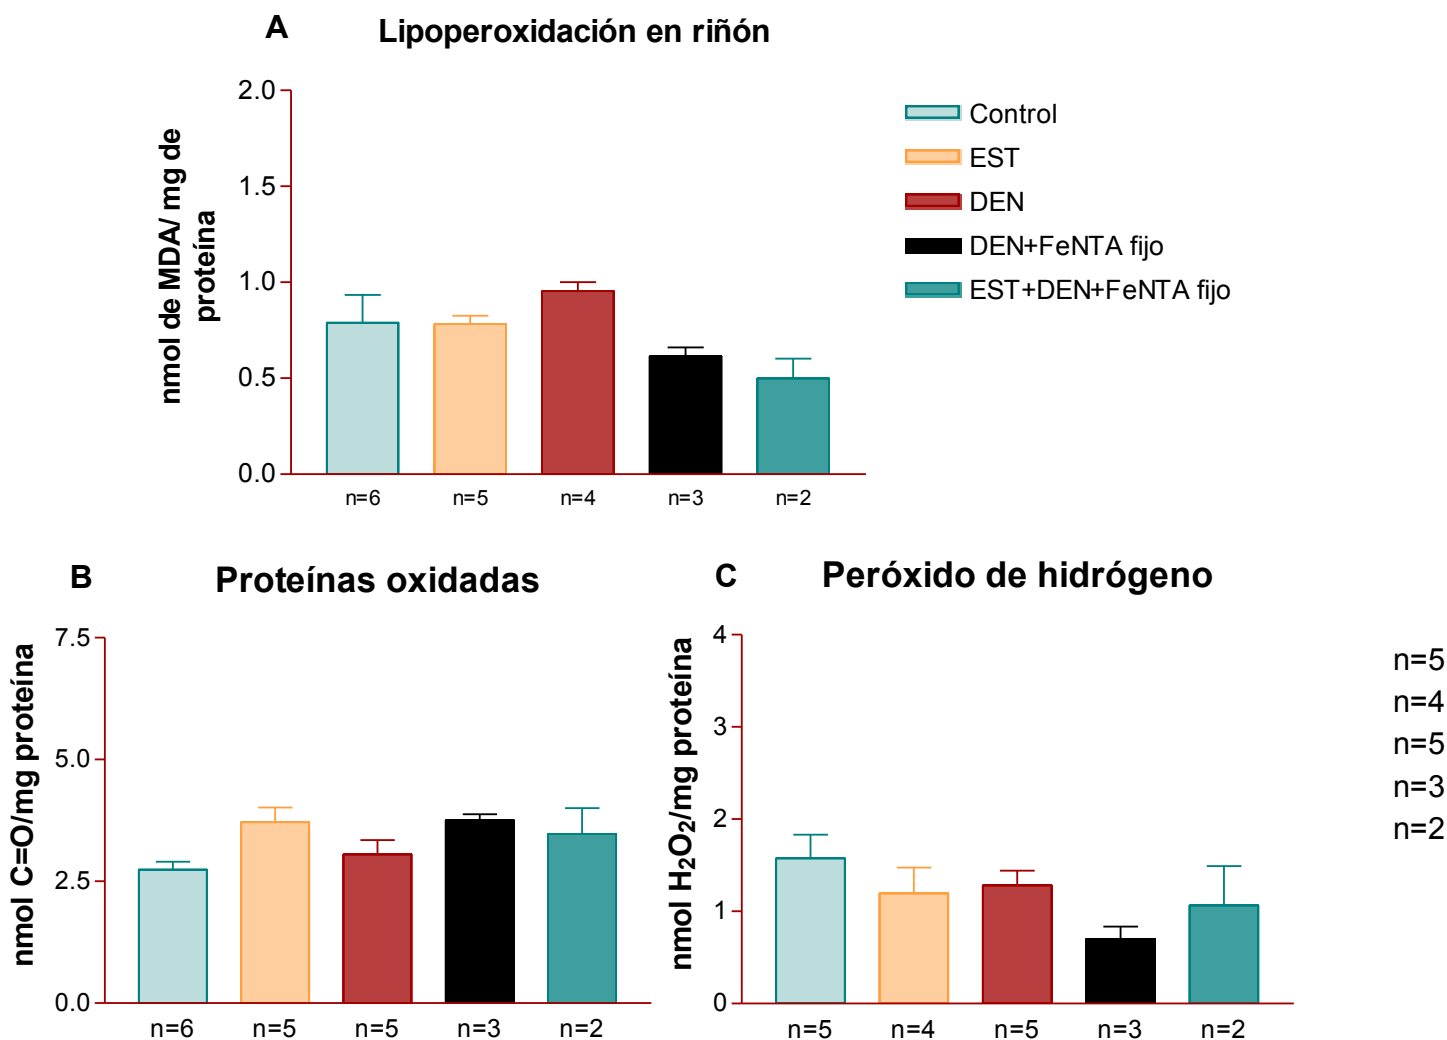 A
Lipoperoxidación en riñón
nmol de MDA/ mg de
proteína
2.0
1.5
1.0
0.5
0.0
n=6 n=5 n=4 n=3 n=2
Control
EST
DEN
DEN+FeNTA fijo
EST+DEN+FeNTA fijo
B
Proteínas oxidadas
nmol C=O/mg proteína
7.5
5.0
2.5
0.0
n=6 n=5 n=5 n=3 n=2
C
Peróxido de hidrógeno
nmol H₂O₂/mg proteína
4
3
2
1
0
n=5 n=4 n=5 n=3 n=2
n=5
n=4
n=5
n=3
n=2